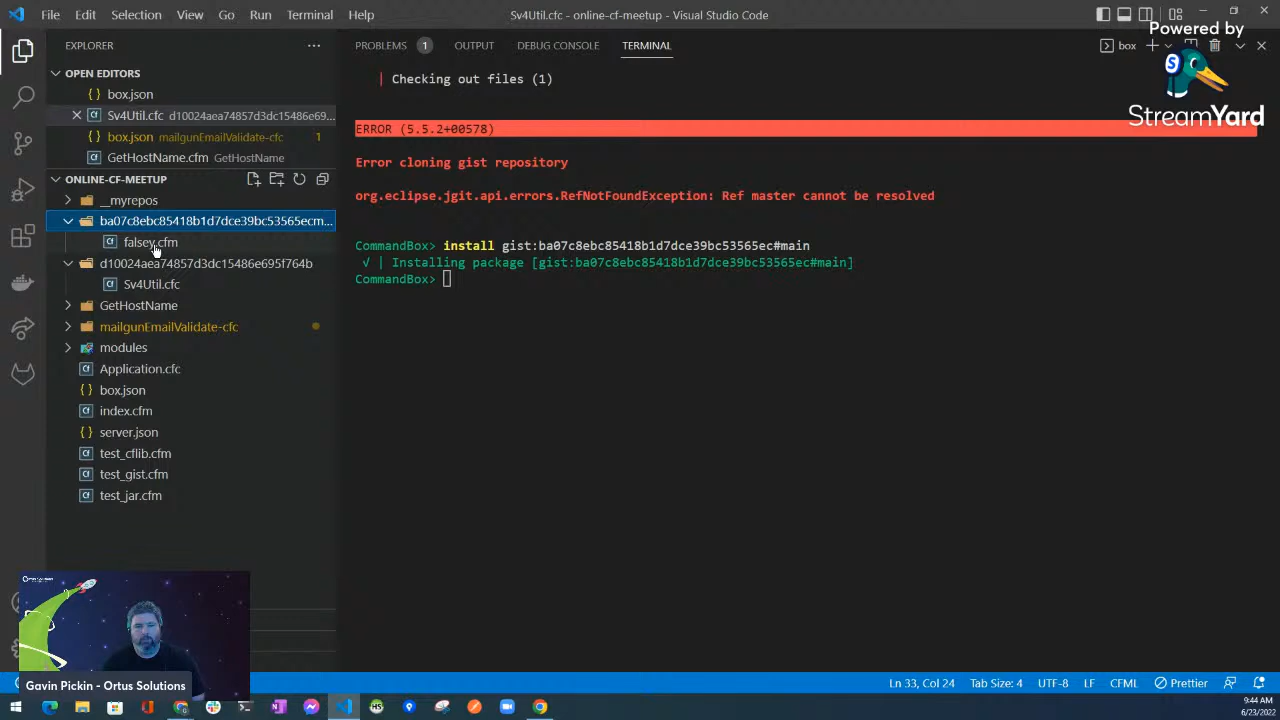 File Edit Selection View Go Run Terminal Help
Sv4Util.cfc - online-cf-meetup - Visual Studio Code
Powered by
StreamYard
EXPLORER
OPEN EDITORS
box.json
Sv4Util.cfc d10024aea74857d3dc15486e69...
box.json mailgunEmailValidate-cfc 1
GetHostName.cfm GetHostName
ONLINE-CF-MEETUP
__myrepos
ba07c8ebc85418b1d7dce39bc53565ecm...
falsey.cfm
d10024aea74857d3dc15486e695f764b
Sv4Util.cfc
GetHostName
mailgunEmailValidate-cfc
modules
Application.cfc
box.json
index.cfm
server.json
test_cflib.cfm
test_gist.cfm
test_jar.cfm
PROBLEMS 1 OUTPUT DEBUG CONSOLE TERMINAL
box
| Checking out files (1)
ERROR (5.5.2+00578)
Error cloning gist repository
org.eclipse.jgit.api.errors.RefNotFoundException: Ref master cannot be resolved
CommandBox> install gist:ba07c8ebc85418b1d7dce39bc53565ec#main
√ | Installing package [gist:ba07c8ebc85418b1d7dce39bc53565ec#main]
CommandBox>
Gavin Pickin - Ortus Solutions
Ln 33, Col 24 Tab Size: 4 UTF-8 LF CFML Prettier
9:44 AM
6/23/2022